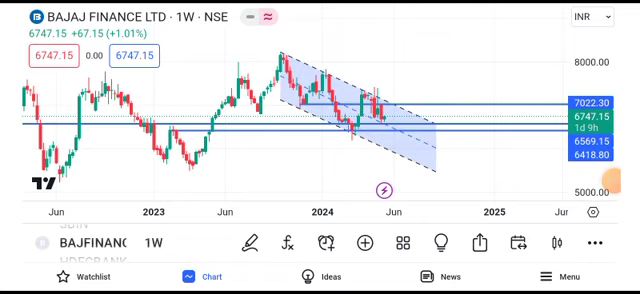 BAJAJ FINANCE LTD · 1W · NSE
INR
6747.15 +67.15 (+1.01%)
6747.15 0.00 6747.15
8000.00
7022.30
6747.15
1d 9h
6569.15
6418.80
5000.00
Jun 2023 Jun 2024 Jun 2025 Jur
BAJFINANC 1W
HDFCBANK
Watchlist Chart Ideas News Menu